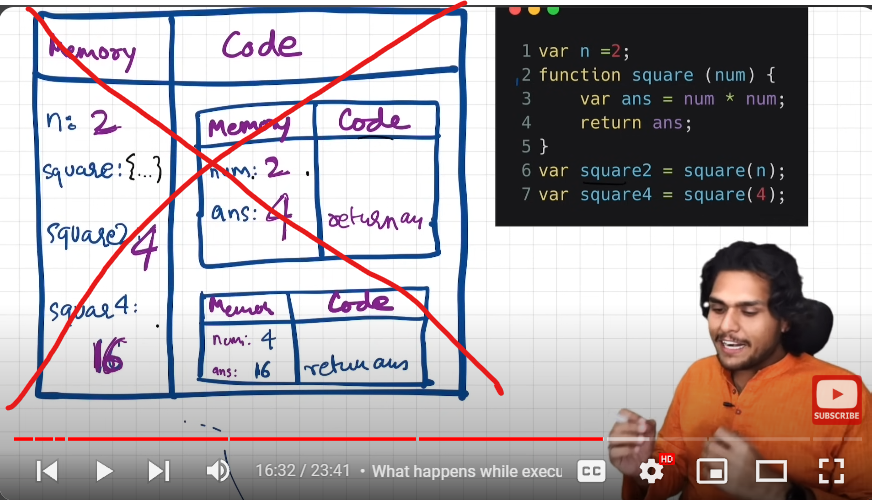 Memory
Code
n: 2
square: {...}
square2 4
squar4:
16
Memory
Code
num: 2
ans: 4
return an
Code
num: 4
ans: 16
return ans
1 var n =2;
2 function square (num) {
3 var ans = num * num;
4 return ans;
5 }
6 var square2 = square(n);
7 var square4 = square(4);
SUBSCRIBE
16:32 / 23:41 • What happens while execu
CC
HD